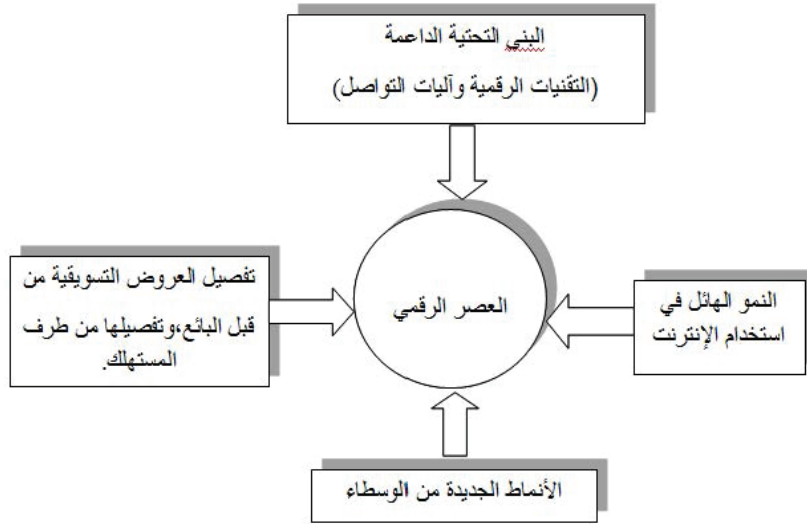 البنى التحتية الداعمة
(التقنيات الرقمية وآليات التواصل)
العصر الرقمي
النمو الهائل في
استخدام الإنترنت
تفصيل العروض التسويقية من
قبل البائع،وتفصيلها من طرف
المستهلك.
الأنماط الجديدة من الوسطاء